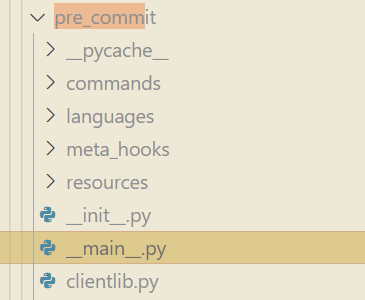 pre_commit
__pycache__
commands
languages
meta_hooks
resources
__init__.py
__main__.py
clientlib.py